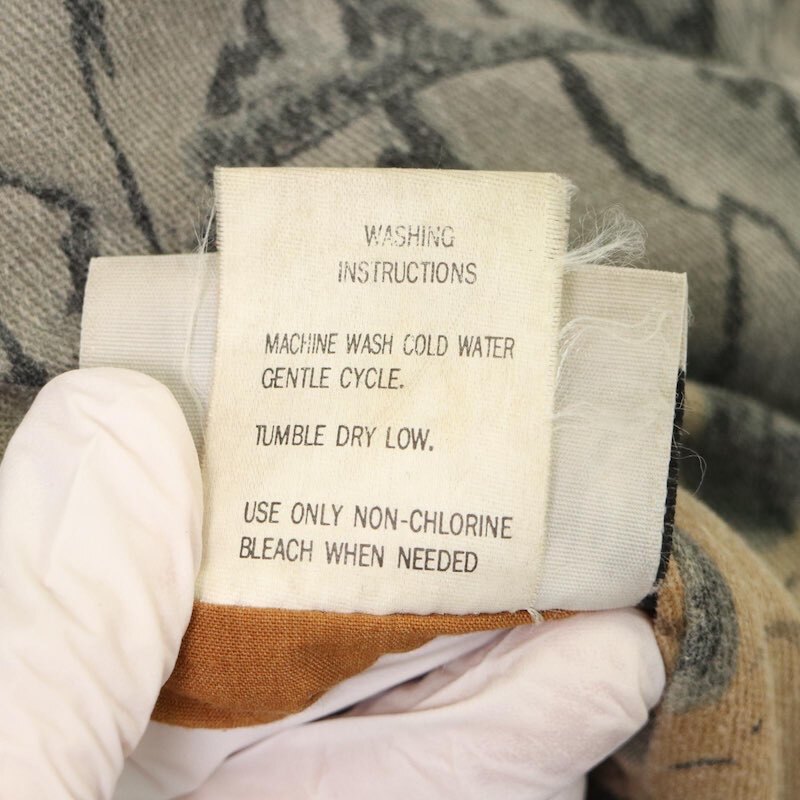 WASHING
INSTRUCTIONS
MACHINE WASH COLD WATER
GENTLE CYCLE.
TUMBLE DRY LOW.
USE ONLY NON-CHLORINE
BLEACH WHEN NEEDED